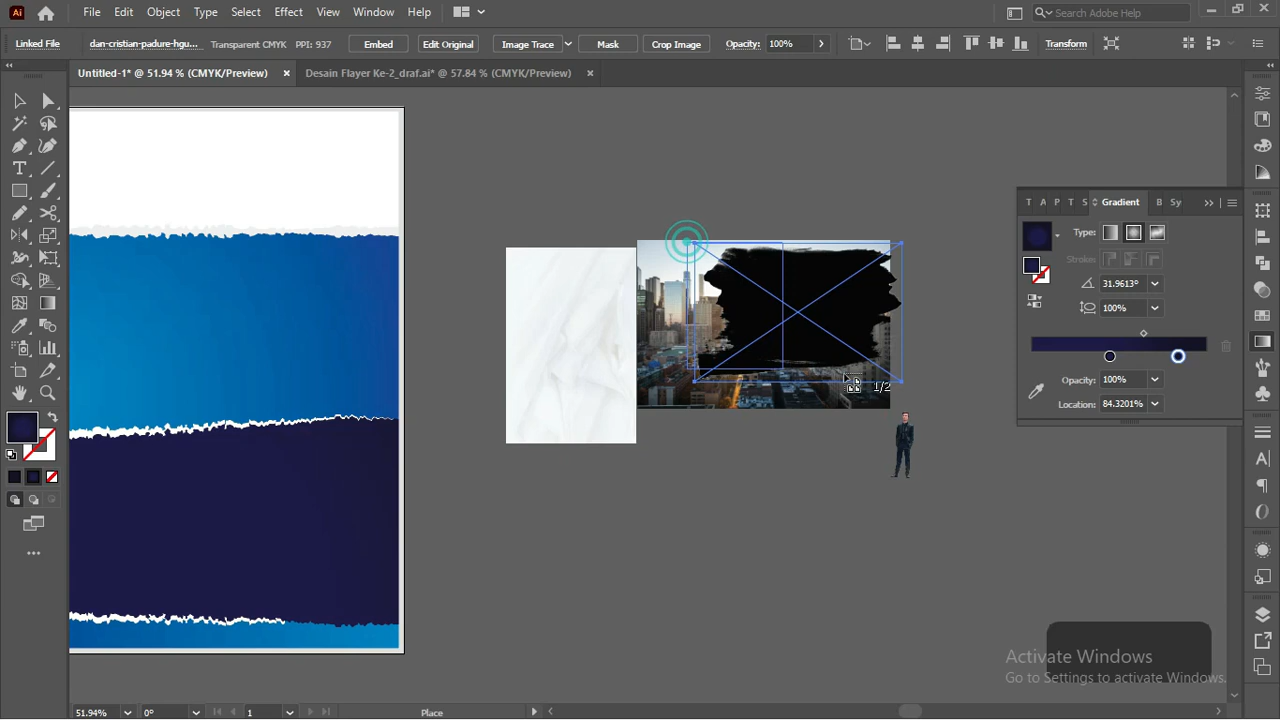 Ai File Edit Object Type Select Effect View Window Help Search Adobe Help
Linked File dan-cristian-padure-hgu... Transparent CMYK PPI: 937 Embed Edit Original Image Trace Mask Crop Image Opacity: 100% Transform
Untitled-1* @ 51.94 % (CMYK/Preview) Desain Flayer Ke-2_draf.ai* @ 57.84 % (CMYK/Preview)
T A P T S Gradient B Sy
Type:
Strokes:
31.9613°
100%
Opacity: 100%
Location: 84.3201%
1/2
Activate Windows
Go to Settings to activate Windows.
51.94% 0° 1 Place